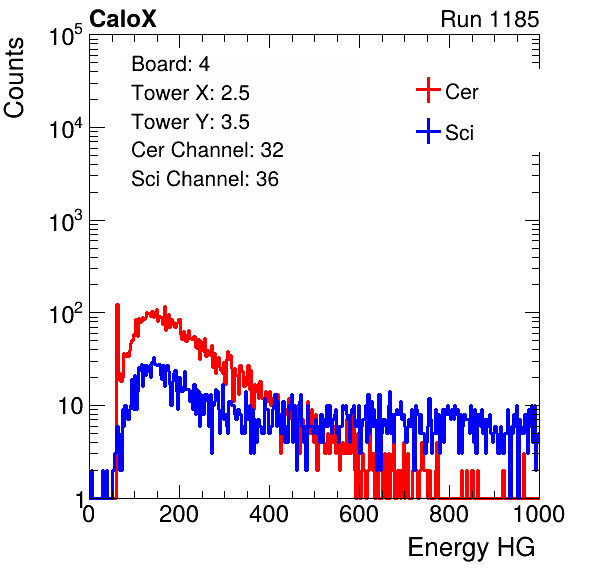 CaloX Run 1185
Counts
10^5
10^4
10^3
10^2
10
1
Board: 4
Tower X: 2.5
Tower Y: 3.5
Cer Channel: 32
Sci Channel: 36
Cer
Sci
0 200 400 600 800 1000
Energy HG